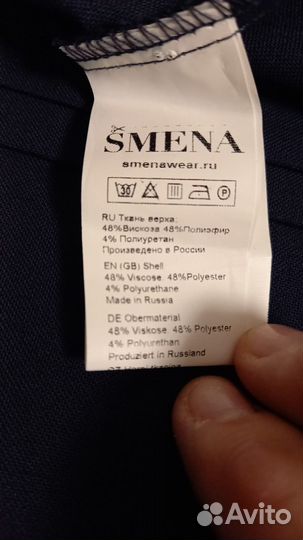 SMENA
smenawear.ru
30 P
RU Ткань верха:
48%Вискоза 48%Полиэфир
4% Полиуретан
Произведено в России
EN (GB) Shell
48% Viscose. 48%Polyester
4% Polyurethane
Made in Russia
DE Obermaterial
48% Viskose. 48% Polyester
4% Polyurethan
Produziert in Russland
Avito